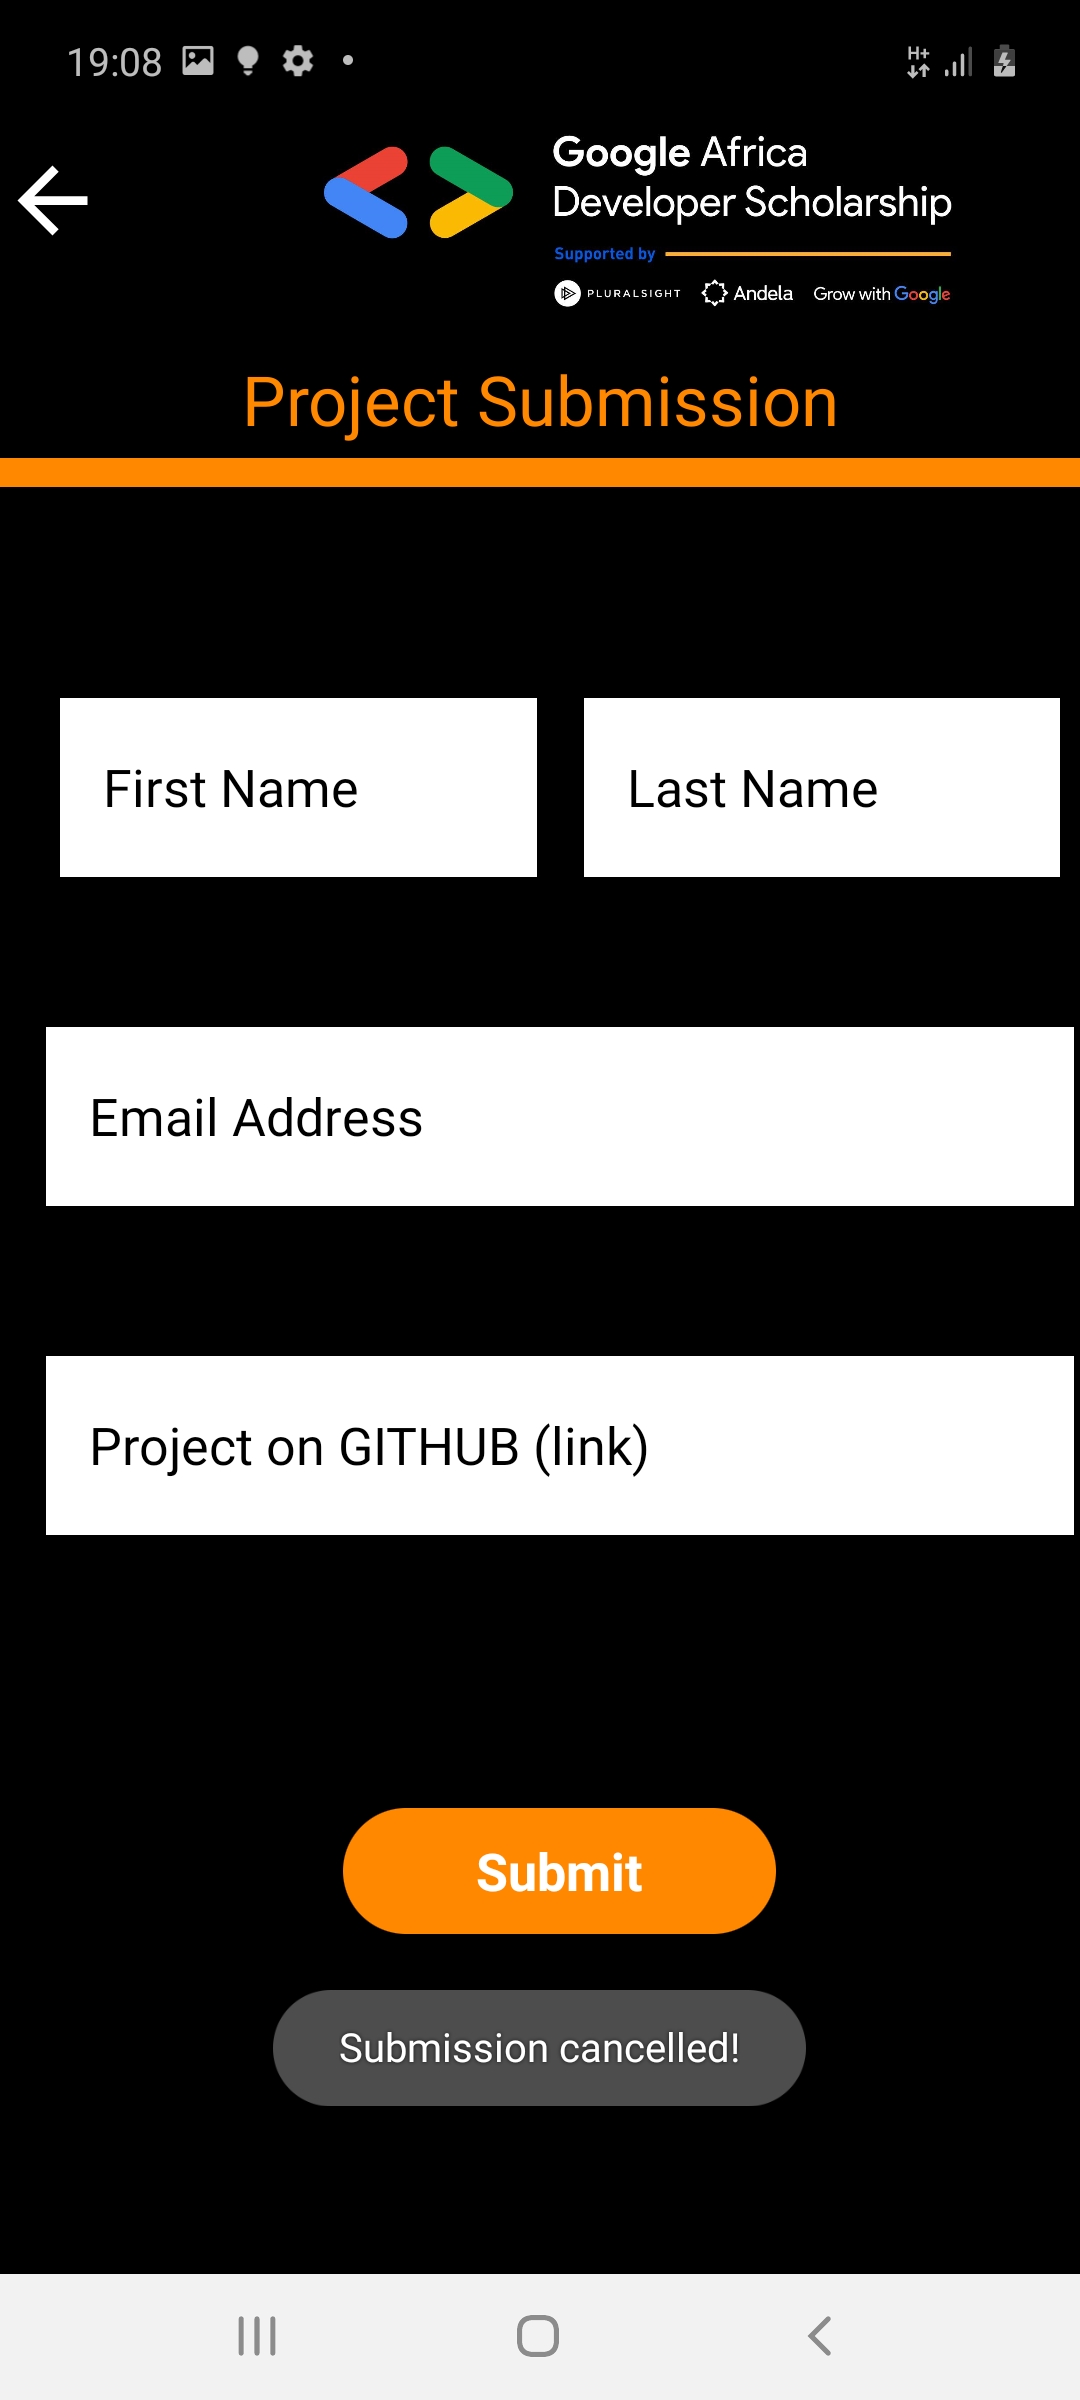 19:08
H+
Google Africa
Developer Scholarship
Supported by
PLURALSIGHT Andela Grow with Google
Project Submission
First Name Last Name
Email Address
Project on GITHUB (link)
Submit
Submission cancelled!